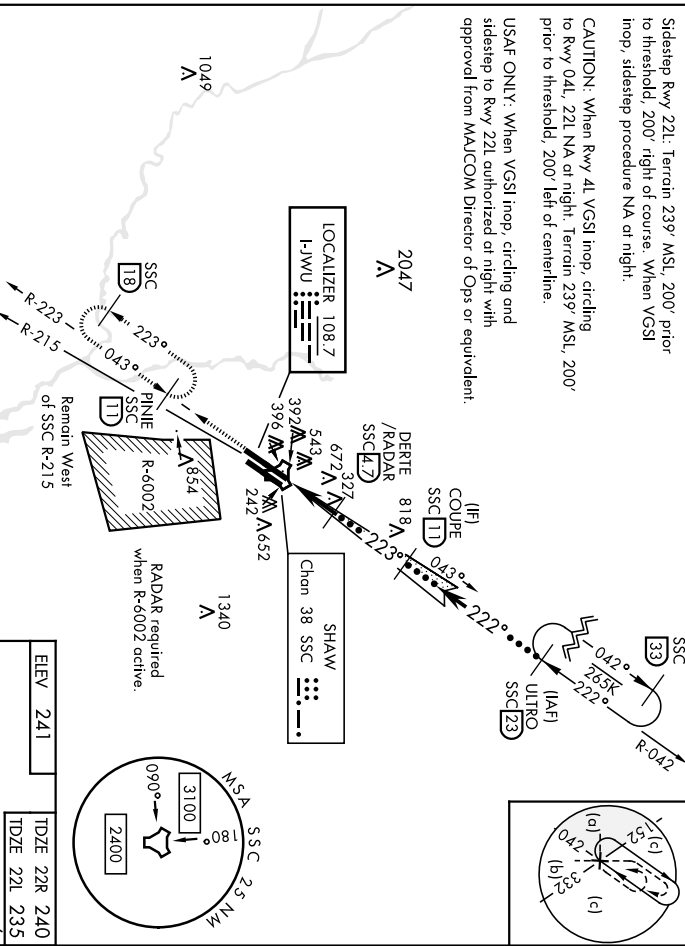 Sidestep Rwy 22L: Terrain 239' MSL, 200' prior
to threshold, 200' right of course. When VGSI
inop, sidestep procedure NA at night.
CAUTION: When Rwy 4L VGSI inop, circling
to Rwy 04L, 22L NA at night. Terrain 239' MSL, 200'
prior to threshold, 200' left of centerline.
USAF ONLY: When VGSI inop, circling and
sidestep to Rwy 22L authorized at night with
approval from MAJCOM Director of Ops or equivalent.
1049
2047
LOCALIZER 108.7
I-JWU
SSC
18
223°
043°
R-223
R-215
PINIE
SSC
11
Remain West
of SSC R-215
R-6002
854
396
392
543
672
327
242
652
DERTE
/RADAR
SSC 4.7
818
(IF)
COUPE
SSC 11
223°
043°
222°
SHAW
Chan 38 SSC
1340
RADAR required
when R-6002 active.
(IAF)
ULTRO
SSC 23
SSC
33
042°
265K
222°
R-042
MSA SSC 25 NM
3100
2400
090°
180°
(a)
(b)
(c)
(c)
042
332
52
152
ELEV 241
TDZE 22R 240
TDZE 22L 235